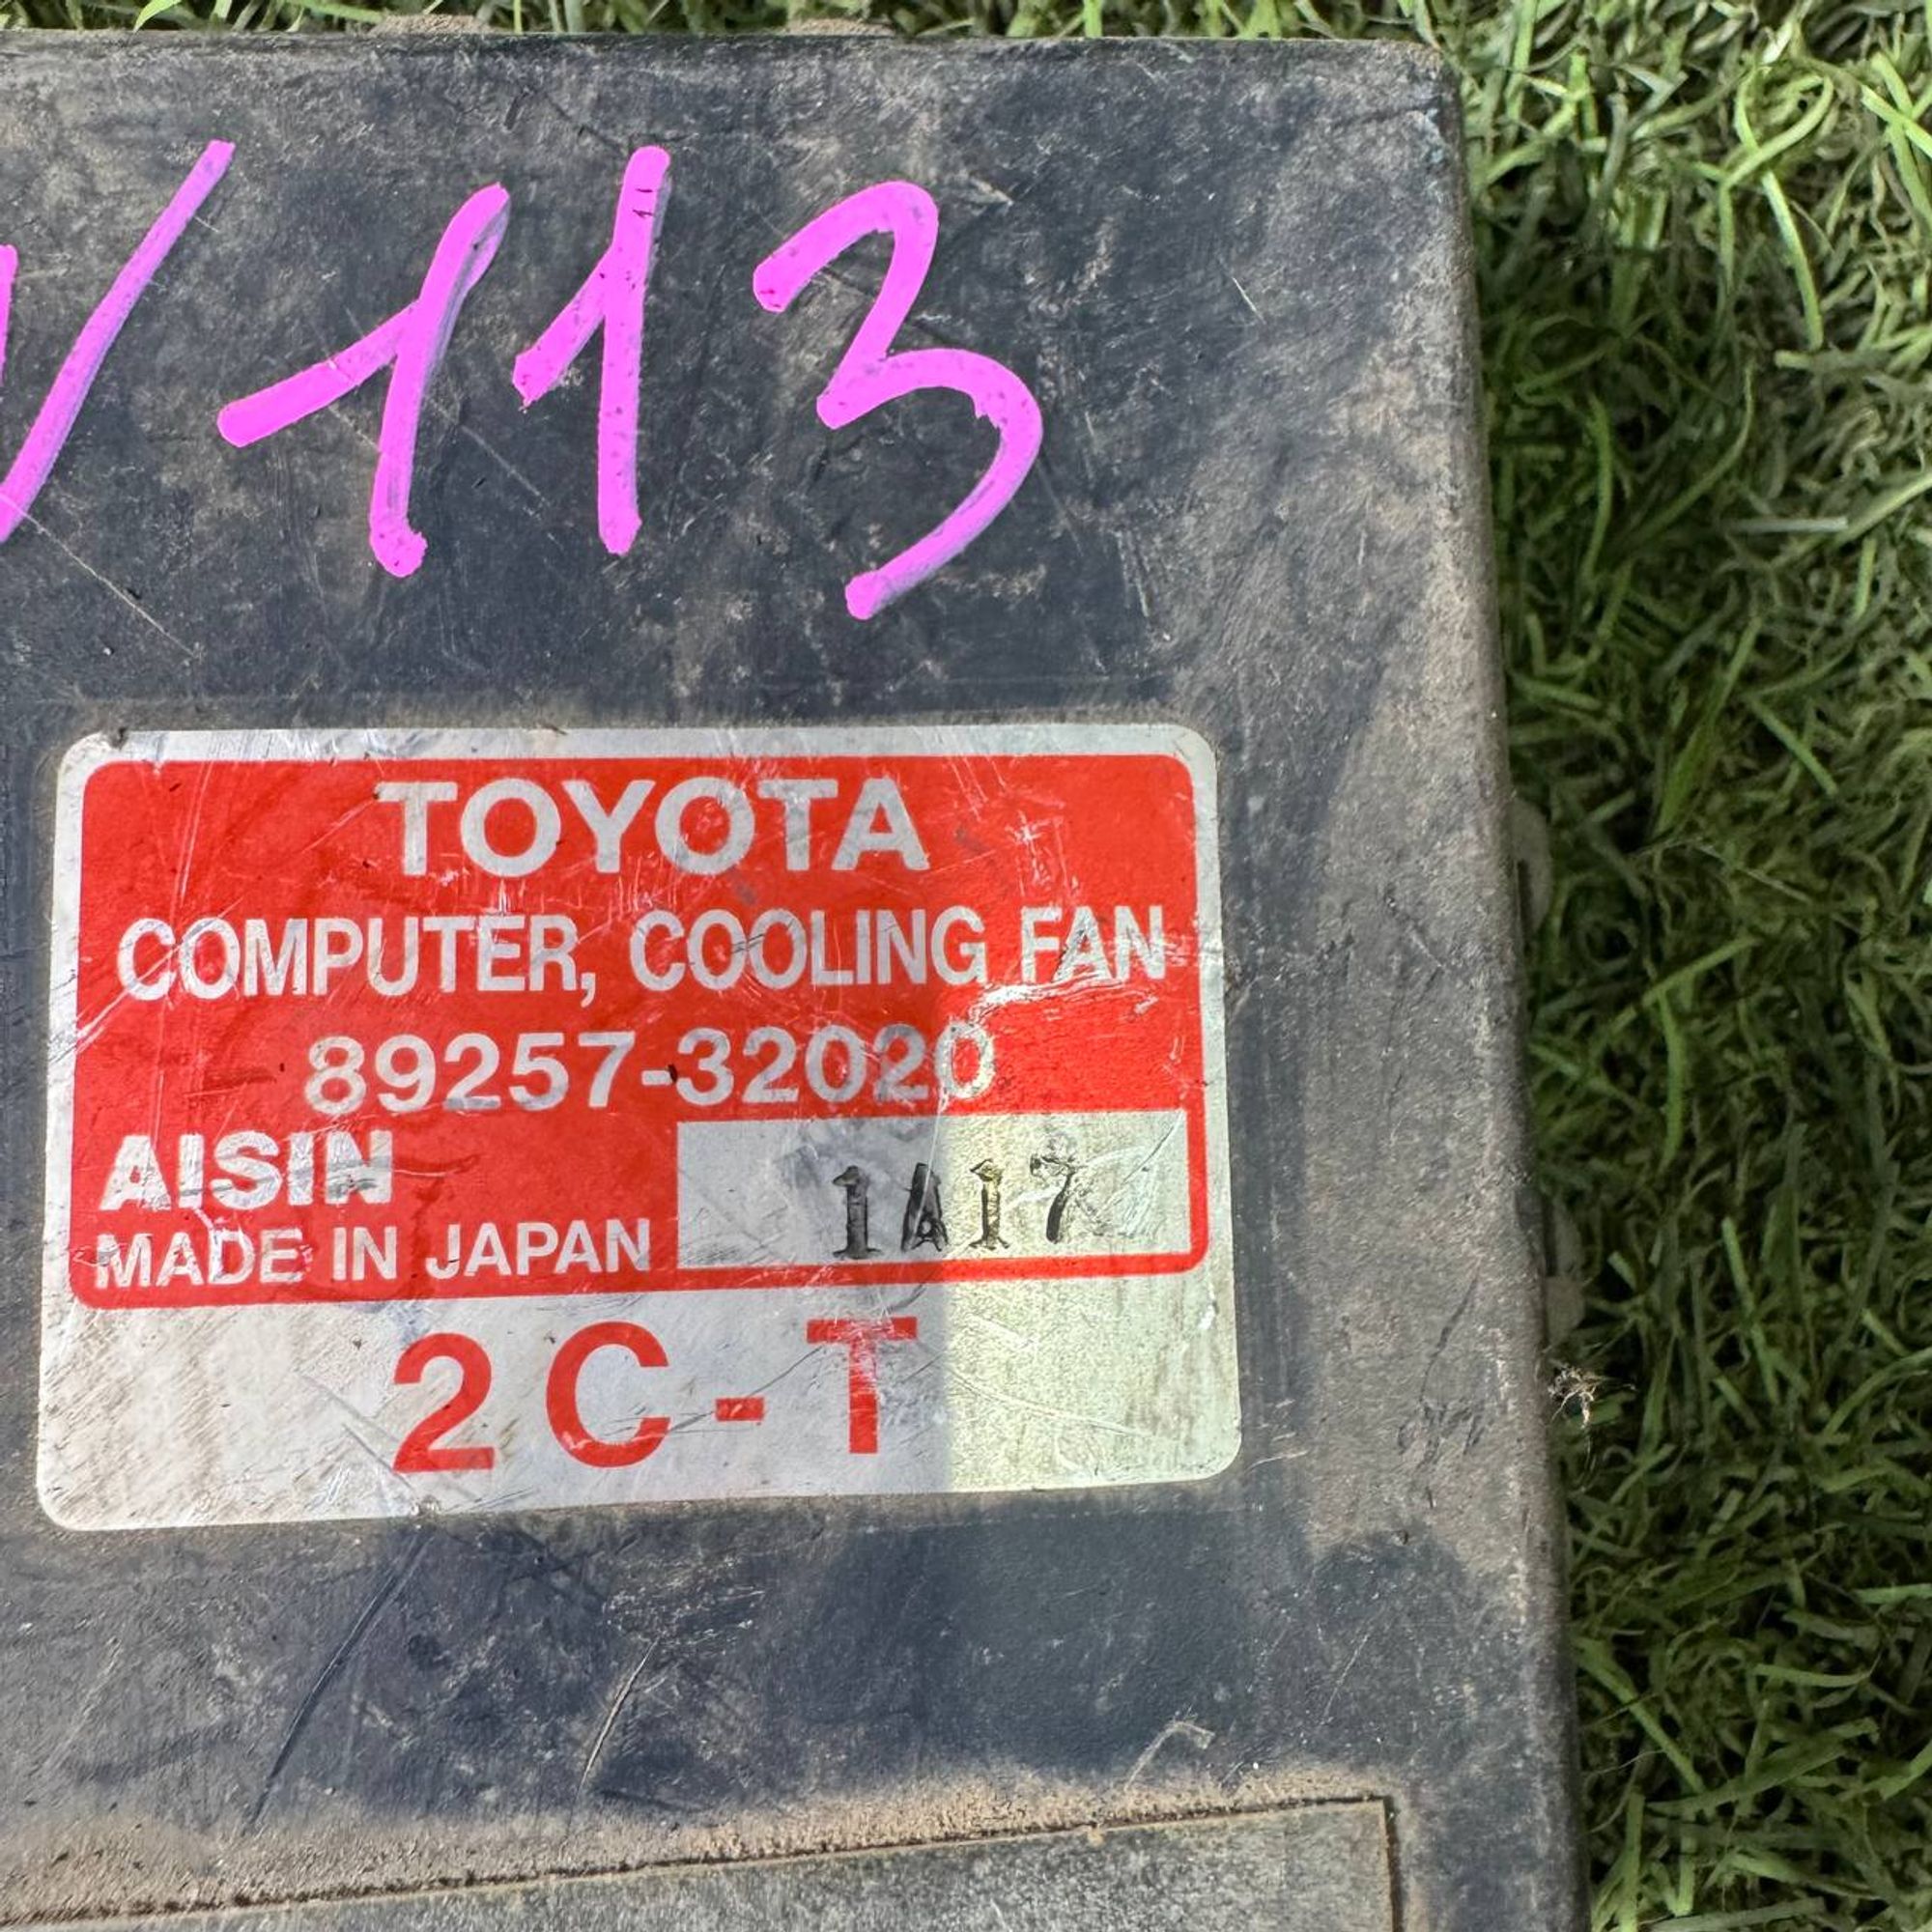 V 113
TOYOTA
COMPUTER, COOLING FAN
89257-32020
AISIN
MADE IN JAPAN
1A17
2C-T